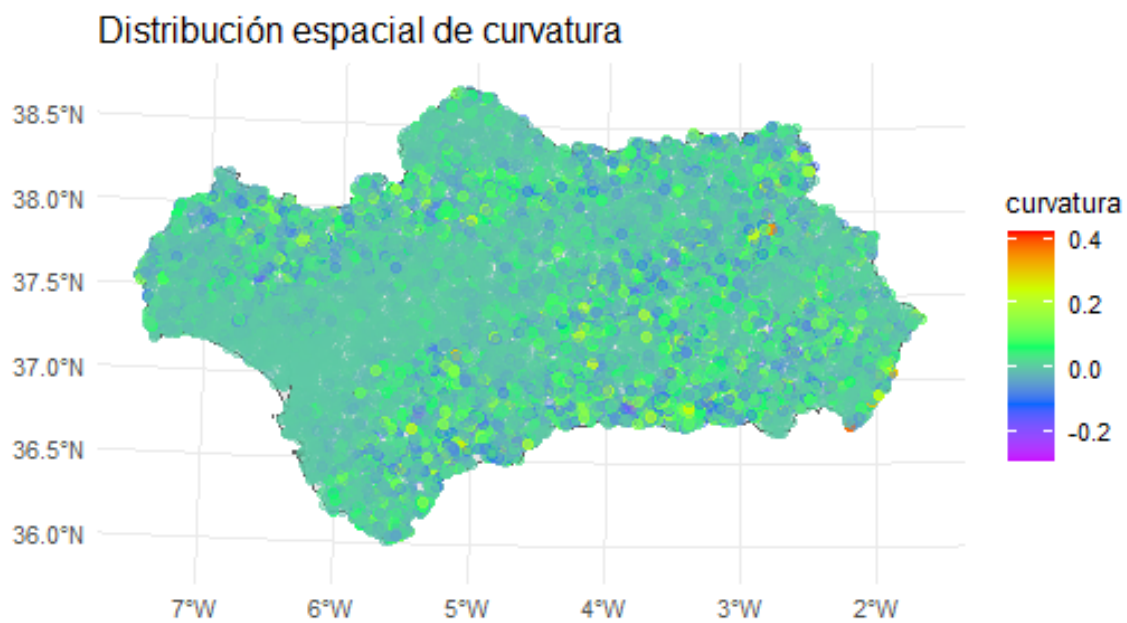 Distribución espacial de curvatura
38.5°N
38.0°N
37.5°N
37.0°N
36.5°N
36.0°N
7°W 6°W 5°W 4°W 3°W 2°W
curvatura
0.4
0.2
0.0
-0.2